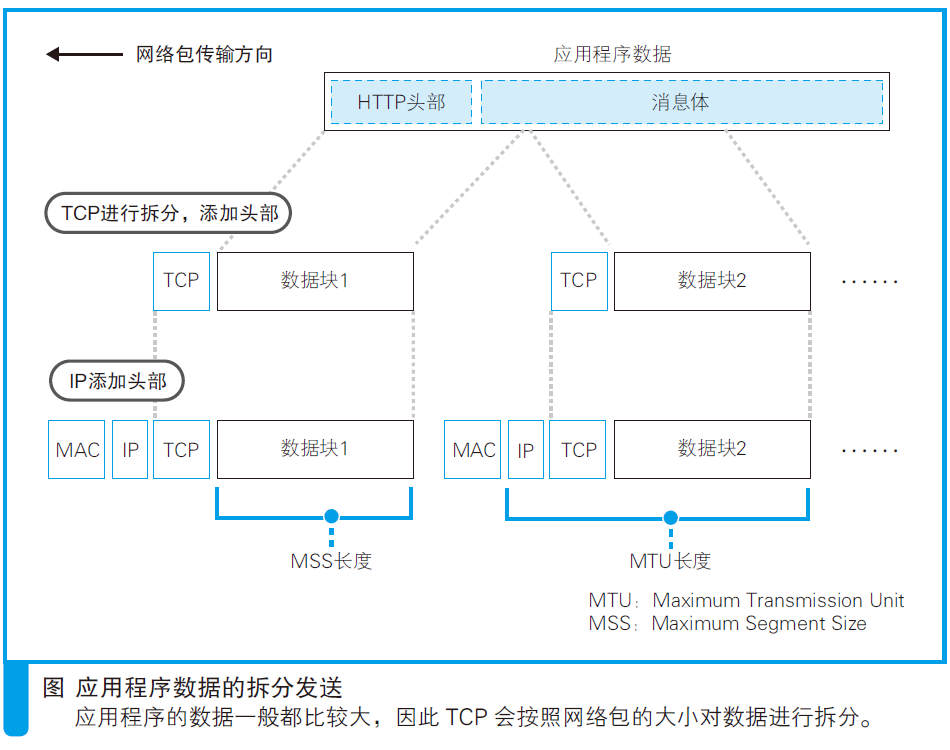 网络包传输方向
应用程序数据
HTTP头部 消息体
TCP进行拆分，添加头部
TCP 数据块1 TCP 数据块2 ······
IP添加头部
MAC IP TCP 数据块1 MAC IP TCP 数据块2 ······
MSS长度 MTU长度
MTU：Maximum Transmission Unit
MSS：Maximum Segment Size
图 应用程序数据的拆分发送
应用程序的数据一般都比较大，因此 TCP 会按照网络包的大小对数据进行拆分。